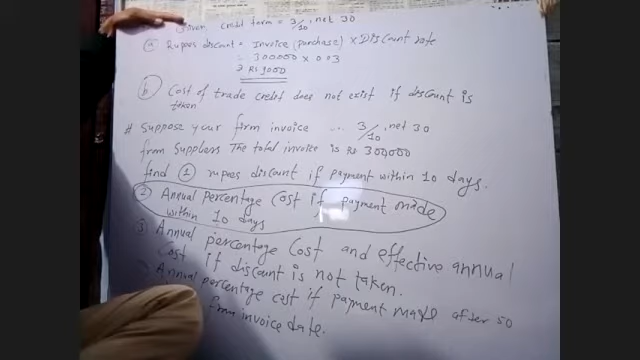 Given credit term = 3/10, net 30
(a) Rupees discount = Invoice (purchase) x Discount rate
= 300000 x 0.03
= Rs 9000
(b) Cost of trade credit does not exist if discount is
taken
# Suppose your firm invoice ... 3/10, net 30
from suppliers The total invoice is Rs 300,000
find (1) rupees discount if payment within 10 days.
(2) Annual percentage cost if payment made
within 10 days
(3) Annual percentage Cost and effective annual
cost if discount is not taken.
Annual percentage cost if payment made after 50
from invoice date.